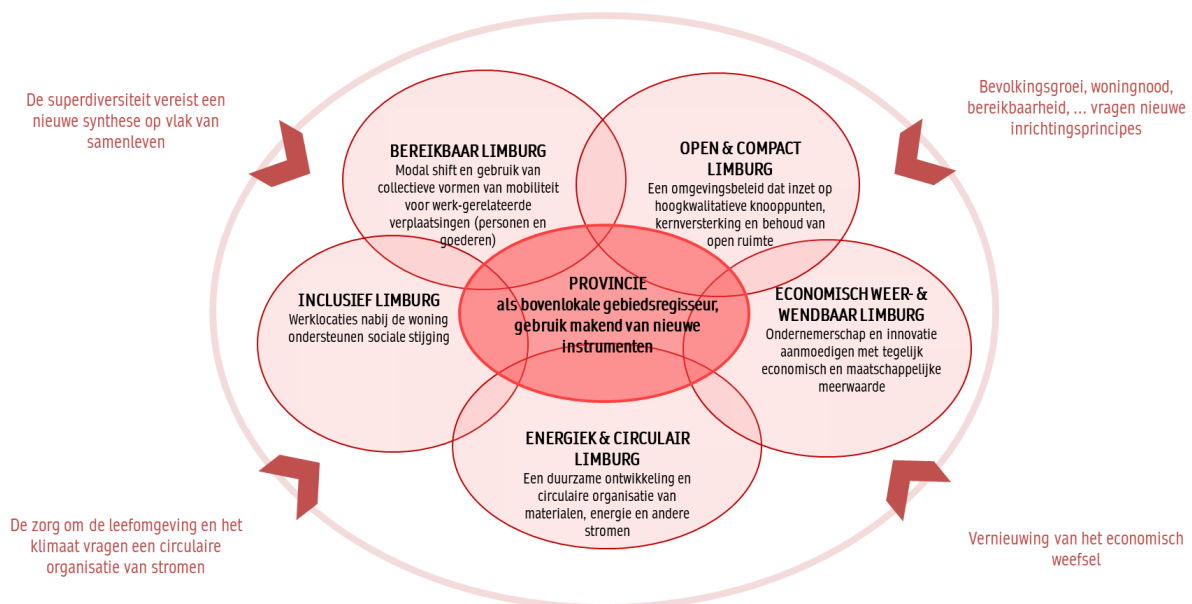 De superdiversiteit vereist een
nieuwe synthese op vlak van
samenleven
Bevolkingsgroei, woningnood,
bereikbaarheid, ... vragen nieuwe
inrichtingsprincipes
BEREIKBAAR LIMBURG
Modal shift en gebruik van
collectieve vormen van mobiliteit
voor werk-gerelateerde
verplaatsingen (personen en
goederen)
OPEN & COMPACT
LIMBURG
Een omgevingsbeleid dat inzet op
hoogkwalitatieve knooppunten,
kernversterking en behoud van
open ruimte
INCLUSIEF LIMBURG
Werklocaties nabij de woning
ondersteunen sociale stijging
PROVINCIE
als bovenlokale gebiedsregisseur,
gebruik makend van nieuwe
instrumenten
ECONOMISCH WEER- &
WENDBAAR LIMBURG
Ondernemerschap en innovatie
aanmoedigen met tegelijk
economisch en maatschappelijke
meerwaarde
ENERGIEK & CIRCULAIR
LIMBURG
Een duurzame ontwikkeling en
circulaire organisatie van
materialen, energie en andere
stromen
De zorg om de leefomgeving en het
klimaat vragen een circulaire
organisatie van stromen
Vernieuwing van het economisch
weefsel